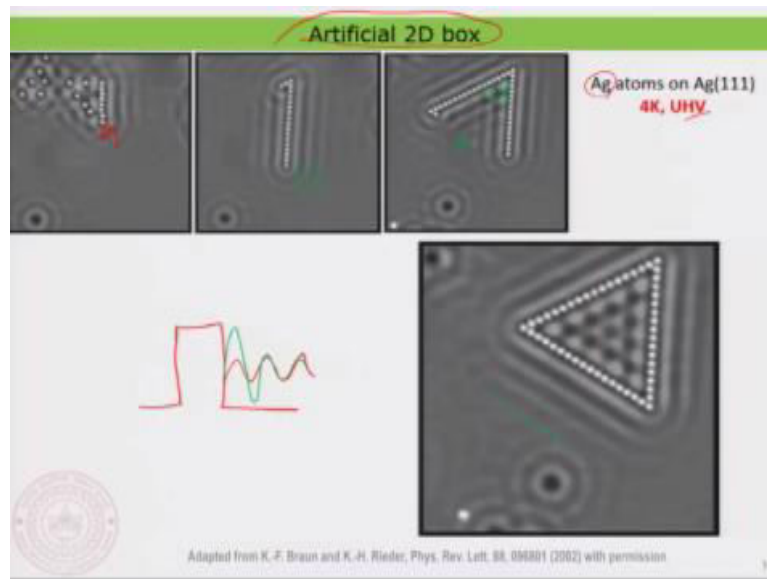 Artificial 2D box
Ag atoms on Ag(111)
4K, UHV
Adapted from K.-F. Braun and K.-H. Rieder, Phys. Rev. Lett. 88, 096801 (2002) with permission